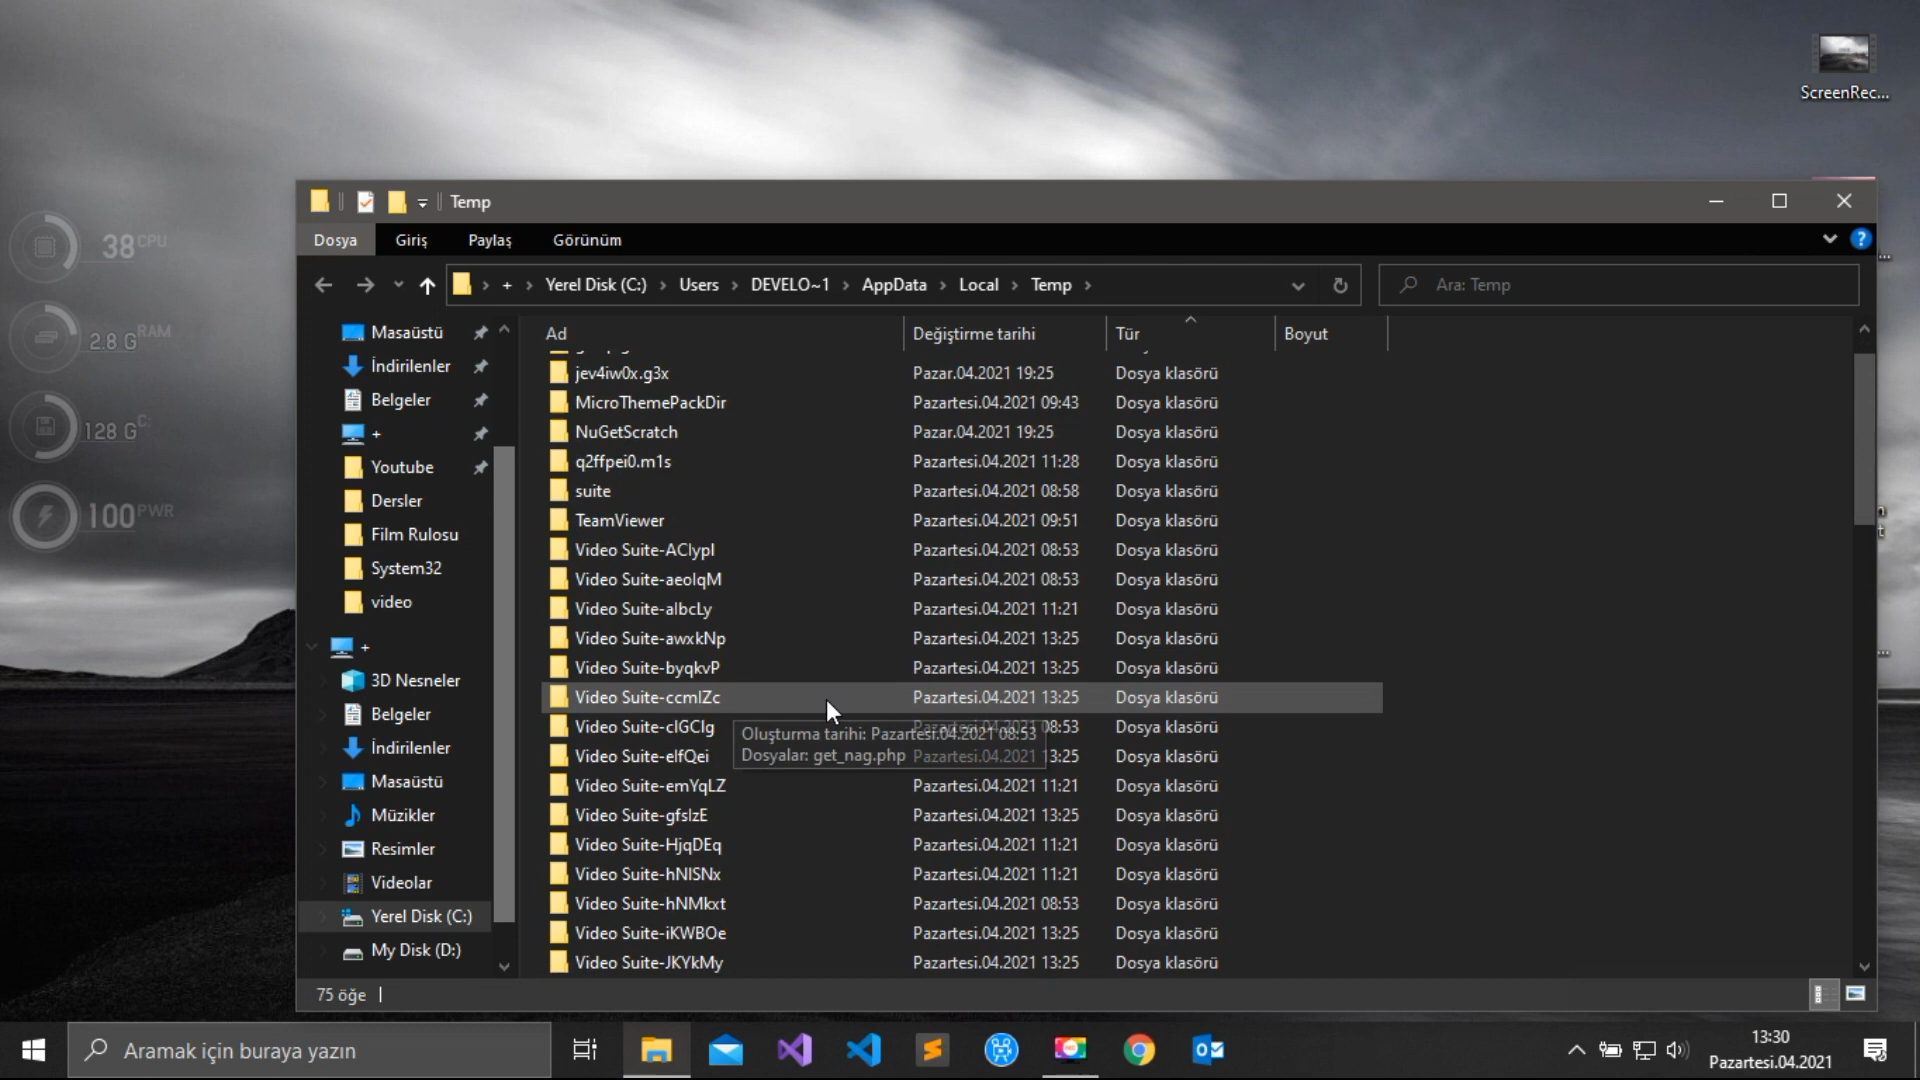 ScreenRec...
38 CPU
2.8 G RAM
128 G C:
100 PWR
Temp
Dosya Giriş Paylaş Görünüm
+ Yerel Disk (C:) Users DEVELO~1 AppData Local Temp
Ara: Temp
Masaüstü
İndirilenler
Belgeler
+
Youtube
Dersler
Film Rulosu
System32
video
+
3D Nesneler
Belgeler
İndirilenler
Masaüstü
Müzikler
Resimler
Videolar
Yerel Disk (C:)
My Disk (D:)
Ad Değiştirme tarihi Tür Boyut
jev4iw0x.g3x Pazar.04.2021 19:25 Dosya klasörü
MicroThemePackDir Pazartesi.04.2021 09:43 Dosya klasörü
NuGetScratch Pazar.04.2021 19:25 Dosya klasörü
q2ffpei0.m1s Pazartesi.04.2021 11:28 Dosya klasörü
suite Pazartesi.04.2021 08:58 Dosya klasörü
TeamViewer Pazartesi.04.2021 09:51 Dosya klasörü
Video Suite-AClypI Pazartesi.04.2021 08:53 Dosya klasörü
Video Suite-aeoIqM Pazartesi.04.2021 08:53 Dosya klasörü
Video Suite-albcLy Pazartesi.04.2021 11:21 Dosya klasörü
Video Suite-awxkNp Pazartesi.04.2021 13:25 Dosya klasörü
Video Suite-byqkvP Pazartesi.04.2021 13:25 Dosya klasörü
Video Suite-ccmlZc Pazartesi.04.2021 13:25 Dosya klasörü
Video Suite-clGCIg Pazartesi.04.2021 08:53 Dosya klasörü
Oluşturma tarihi: Pazartesi.04.2021 08:53
Dosyalar: get_nag.php
Video Suite-elfQei Pazartesi.04.2021 13:25 Dosya klasörü
Video Suite-emYqLZ Pazartesi.04.2021 11:21 Dosya klasörü
Video Suite-gfslzE Pazartesi.04.2021 13:25 Dosya klasörü
Video Suite-HjqDEq Pazartesi.04.2021 11:21 Dosya klasörü
Video Suite-hNlSNx Pazartesi.04.2021 11:21 Dosya klasörü
Video Suite-hNMkxt Pazartesi.04.2021 08:53 Dosya klasörü
Video Suite-iKWBOe Pazartesi.04.2021 13:25 Dosya klasörü
Video Suite-JKYkMy Pazartesi.04.2021 13:25 Dosya klasörü
75 öğe
Aramak için buraya yazın
13:30
Pazartesi.04.2021